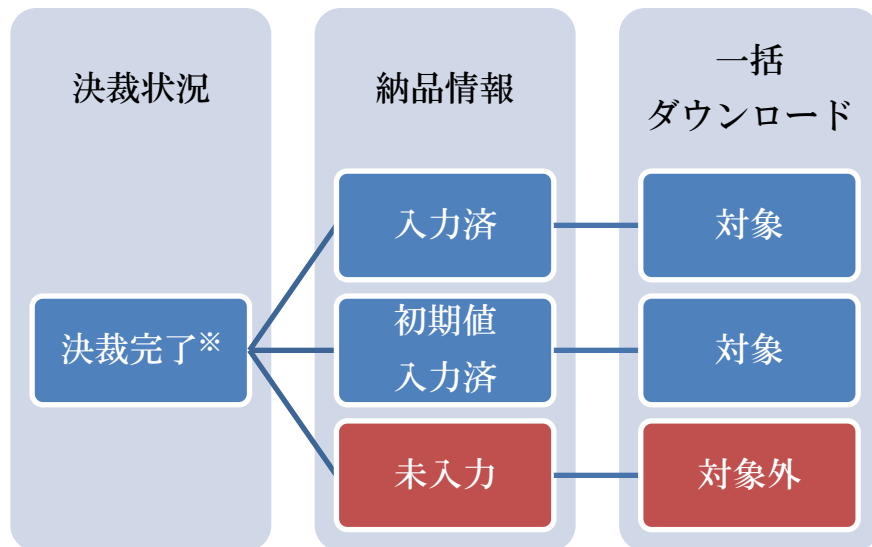 決裁状況
納品情報
一括
ダウンロード
決裁完了※
入力済
対象
初期値
入力済
対象
未入力
対象外